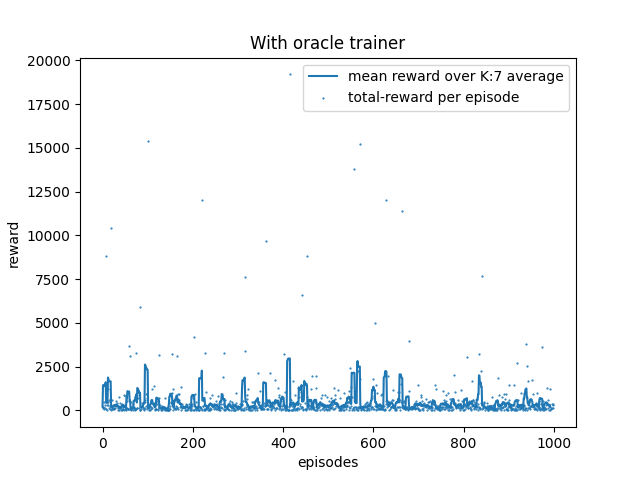 With oracle trainer
mean reward over K:7 average
total-reward per episode
20000
17500
15000
12500
10000
7500
5000
2500
0
reward
0 200 400 600 800 1000
episodes